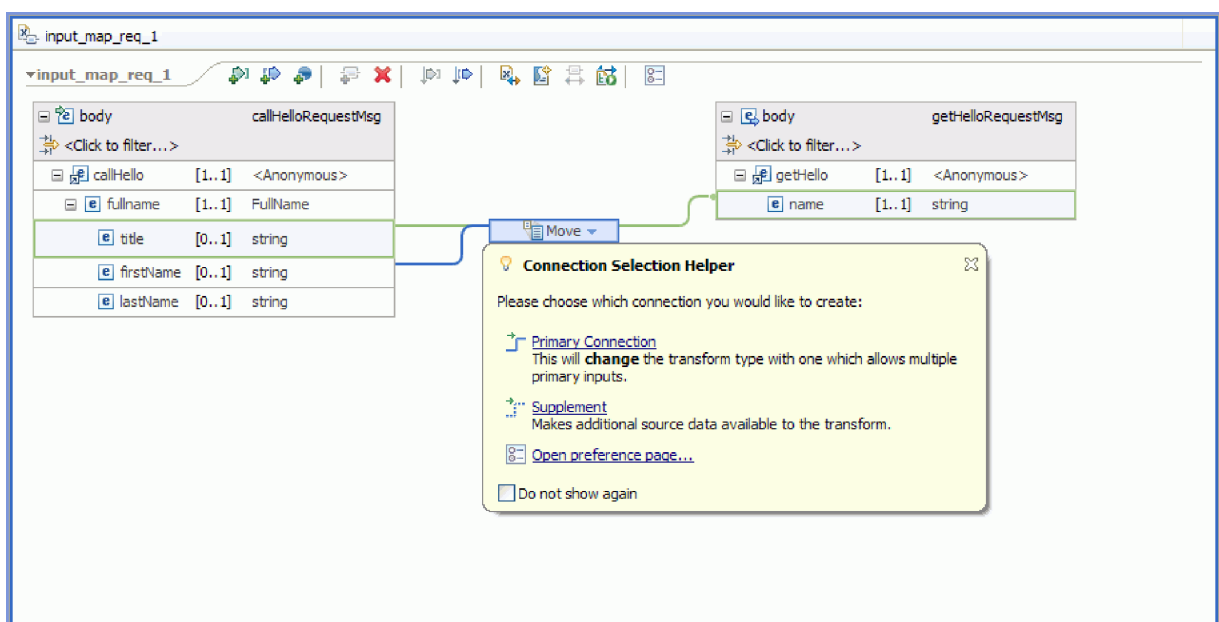 input_map_req_1
input_map_req_1
body callHelloRequestMsg
<Click to filter...>
callHello [1..1] <Anonymous>
fullname [1..1] FullName
title [0..1] string
firstName [0..1] string
lastName [0..1] string
body getHelloRequestMsg
<Click to filter...>
getHello [1..1] <Anonymous>
name [1..1] string
Move
Connection Selection Helper
Please choose which connection you would like to create:
Primary Connection
This will change the transform type with one which allows multiple
primary inputs.
Supplement
Makes additional source data available to the transform.
Open preference page...
Do not show again